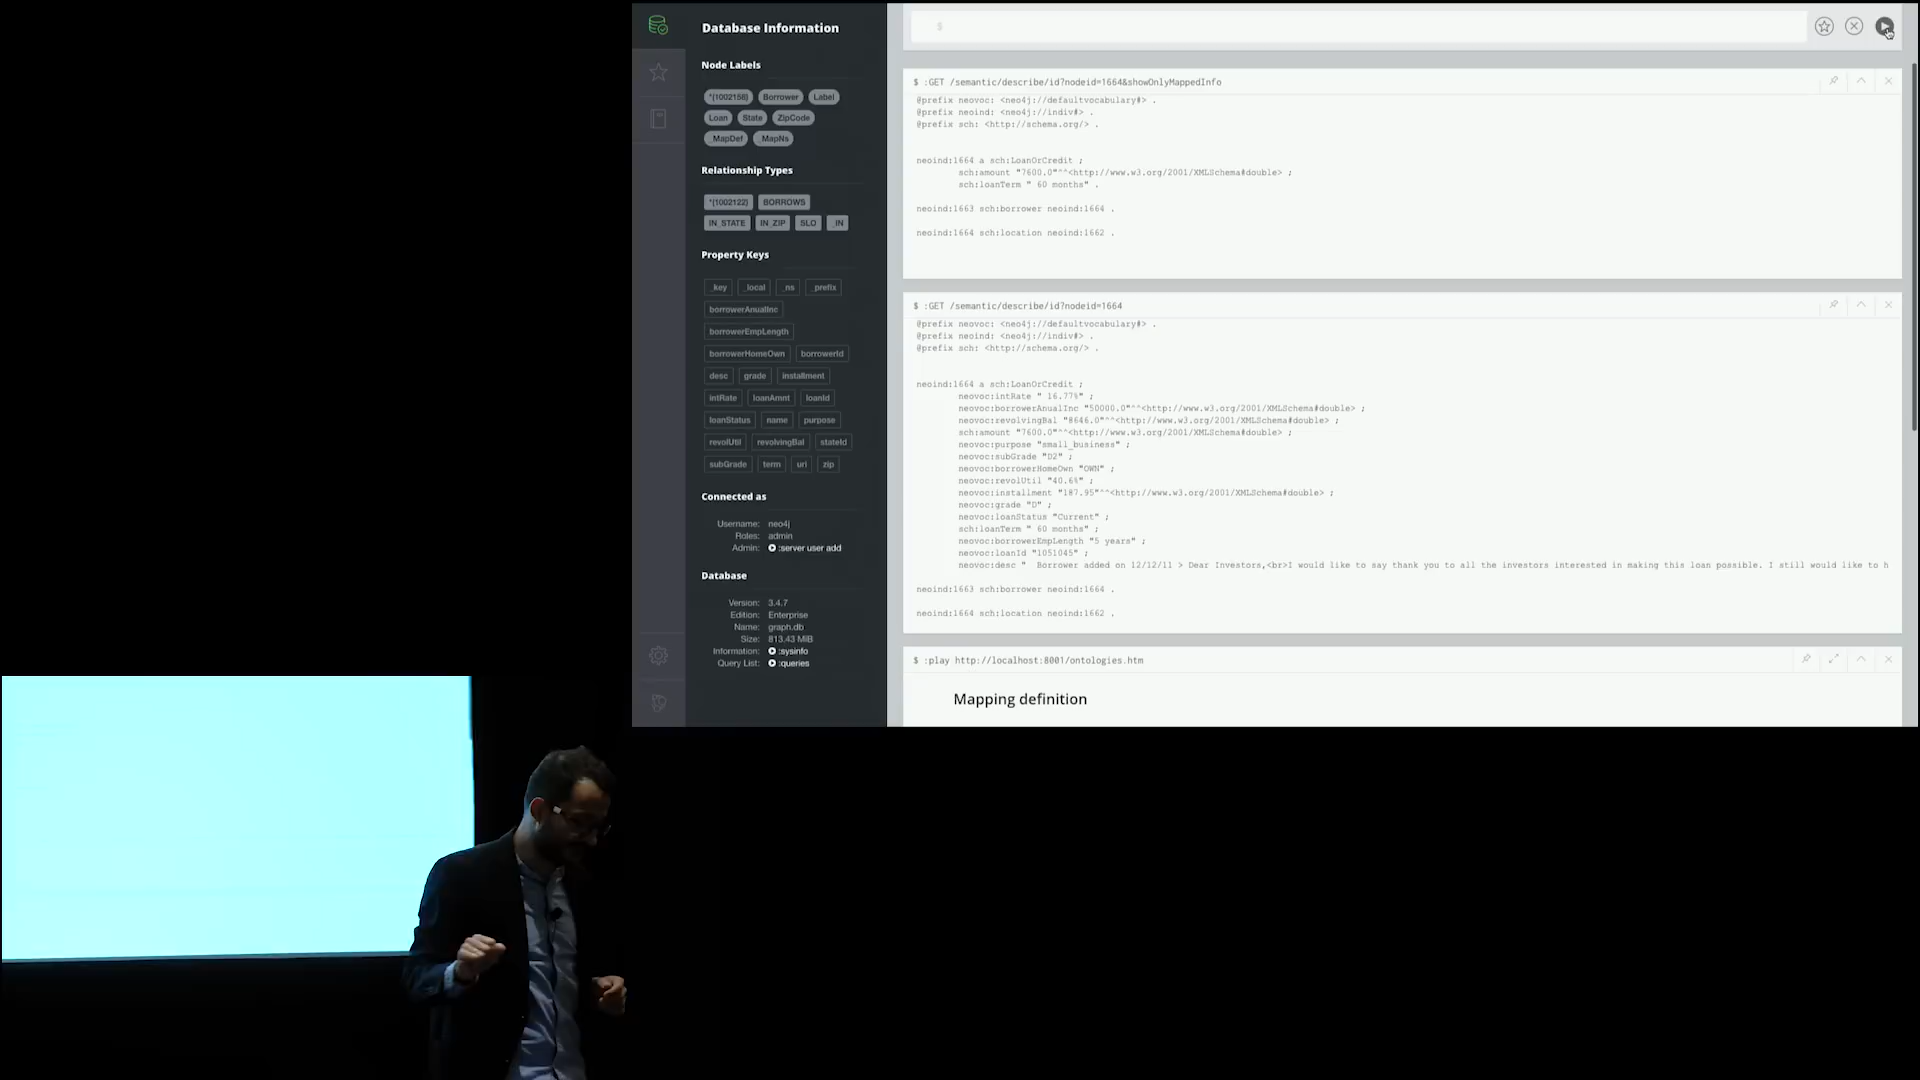 Database Information
Node Labels
*(1002158) Borrower Label
Loan State ZipCode
_MapDef _MapNs
Relationship Types
*(1002122) BORROWS
IN_STATE IN_ZIP SLO _IN
Property Keys
_key _local _ns _prefix
borrowerAnualInc
borrowerEmpLength
borrowerHomeOwn borrowerId
desc grade installment
intRate loanAmnt loanId
loanStatus name purpose
revolUtil revolvingBal stateId
subGrade term uri zip
Connected as
Username: neo4j
Roles: admin
Admin: :server user add
Database
Version: 3.4.7
Edition: Enterprise
Name: graph.db
Size: 813.43 MiB
Information: :sysinfo
Query List: :queries
$
$ :GET /semantic/describe/id?nodeid=1664&showOnlyMappedInfo
@prefix neovoc: <neo4j://defaultvocabulary#> .
@prefix neoind: <neo4j://indiv#> .
@prefix sch: <http://schema.org/> .
neoind:1664 a sch:LoanOrCredit ;
sch:amount "7600.0"^^<http://www.w3.org/2001/XMLSchema#double> ;
sch:loanTerm " 60 months" .
neoind:1663 sch:borrower neoind:1664 .
neoind:1664 sch:location neoind:1662 .
$ :GET /semantic/describe/id?nodeid=1664
@prefix neovoc: <neo4j://defaultvocabulary#> .
@prefix neoind: <neo4j://indiv#> .
@prefix sch: <http://schema.org/> .
neoind:1664 a sch:LoanOrCredit ;
neovoc:intRate " 16.77%" ;
neovoc:borrowerAnualInc "50000.0"^^<http://www.w3.org/2001/XMLSchema#double> ;
neovoc:revolvingBal "8646.0"^^<http://www.w3.org/2001/XMLSchema#double> ;
sch:amount "7600.0"^^<http://www.w3.org/2001/XMLSchema#double> ;
neovoc:purpose "small_business" ;
neovoc:subGrade "D2" ;
neovoc:borrowerHomeOwn "OWN" ;
neovoc:revolUtil "40.6%" ;
neovoc:installment "187.95"^^<http://www.w3.org/2001/XMLSchema#double> ;
neovoc:grade "D" ;
neovoc:loanStatus "Current" ;
sch:loanTerm " 60 months" ;
neovoc:borrowerEmpLength "5 years" ;
neovoc:loanId "1051045" ;
neovoc:desc "  Borrower added on 12/12/11 > Dear Investors,<br>I would like to say thank you to all the investors interested in making this loan possible. I still would like to h
neoind:1663 sch:borrower neoind:1664 .
neoind:1664 sch:location neoind:1662 .
$ :play http://localhost:8001/ontologies.htm
Mapping definition